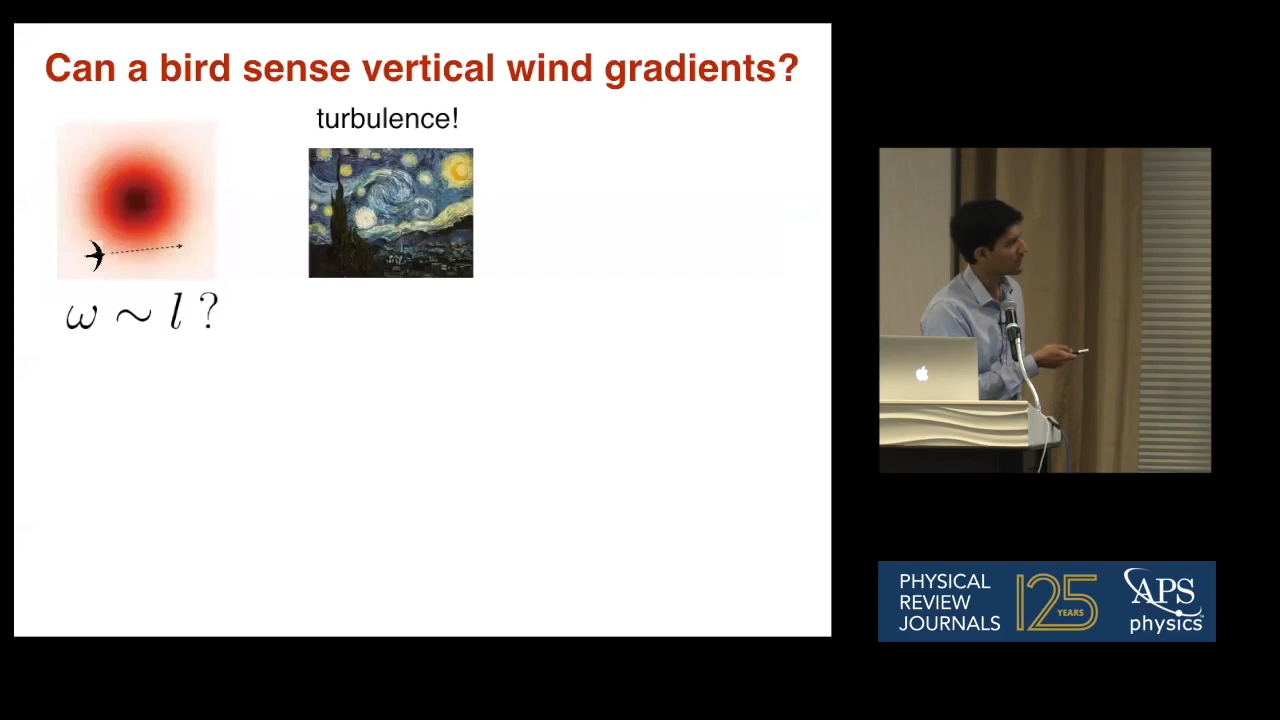 Can a bird sense vertical wind gradients?
turbulence!
ω ~ l ?
PHYSICAL
REVIEW
JOURNALS
125
YEARS
APS
physics